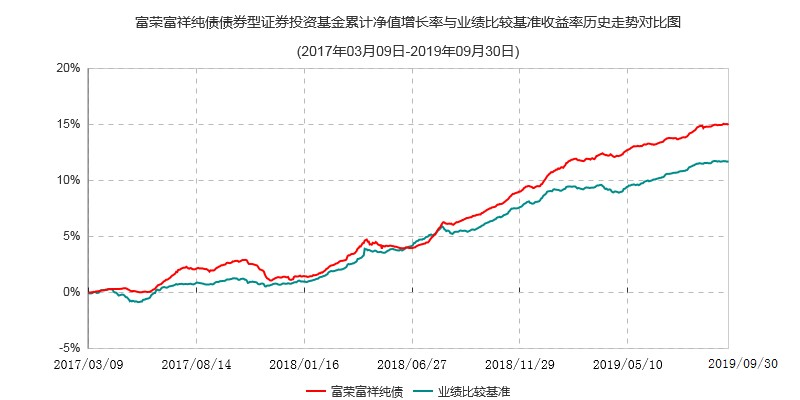 富荣富祥纯债债券型证券投资基金累计净值增长率与业绩比较基准收益率历史走势对比图
(2017年03月09日-2019年09月30日)
20%
15%
10%
5%
0%
-5%
2017/03/09 2017/08/14 2018/01/16 2018/06/27 2018/11/29 2019/05/10 2019/09/30
富荣富祥纯债 业绩比较基准